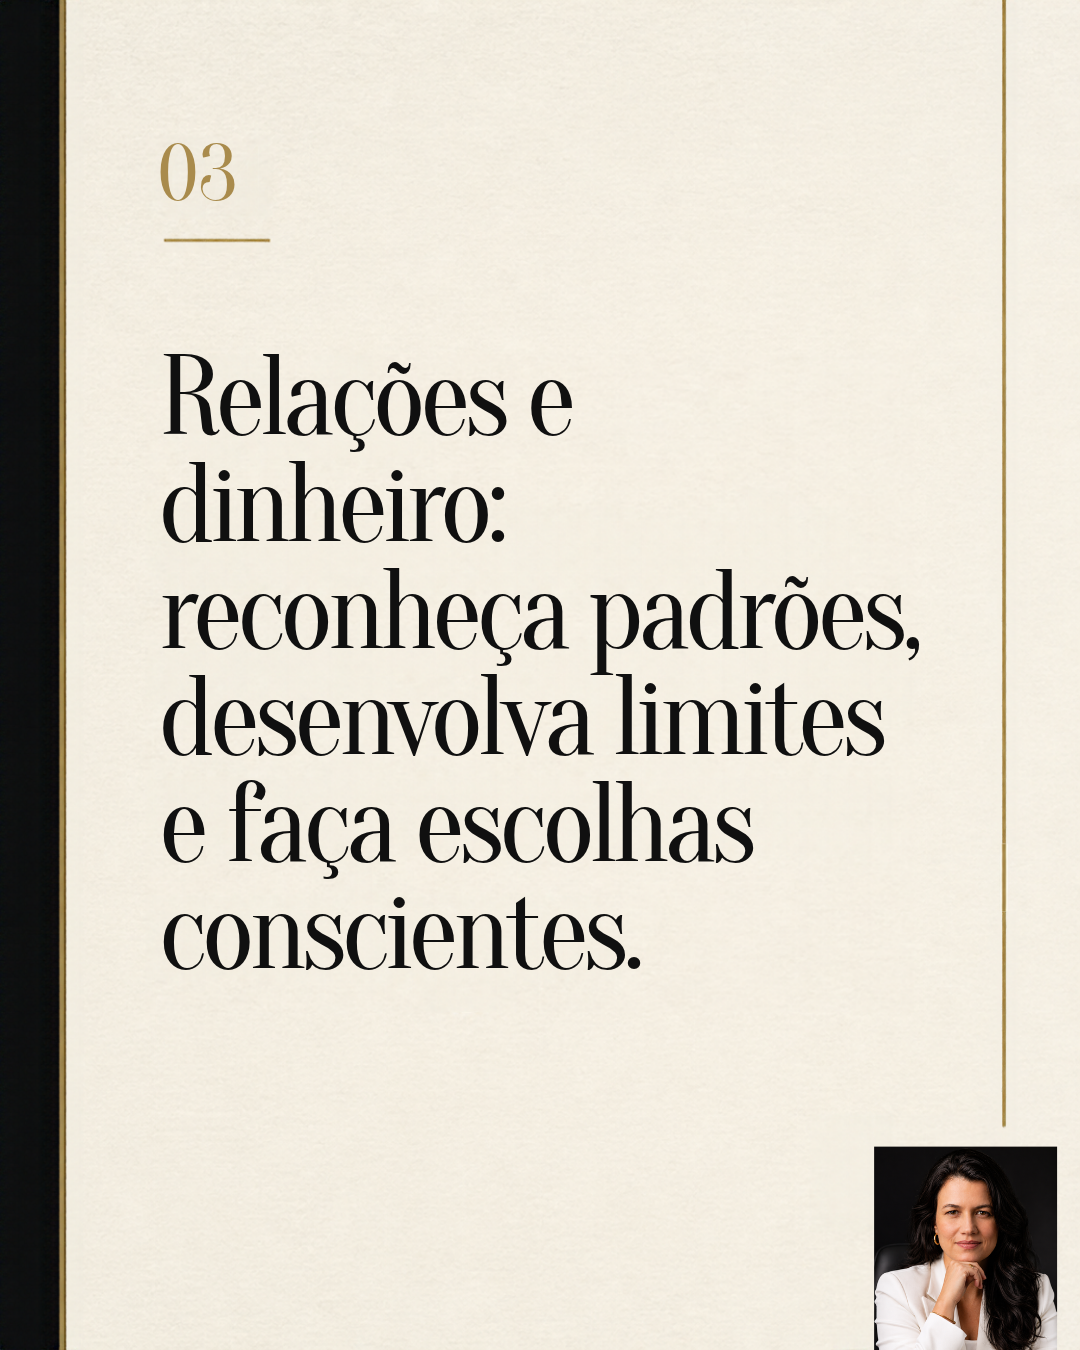 03
Relações e
dinheiro:
reconheça padrões,
desenvolva limites
e faça escolhas
conscientes.